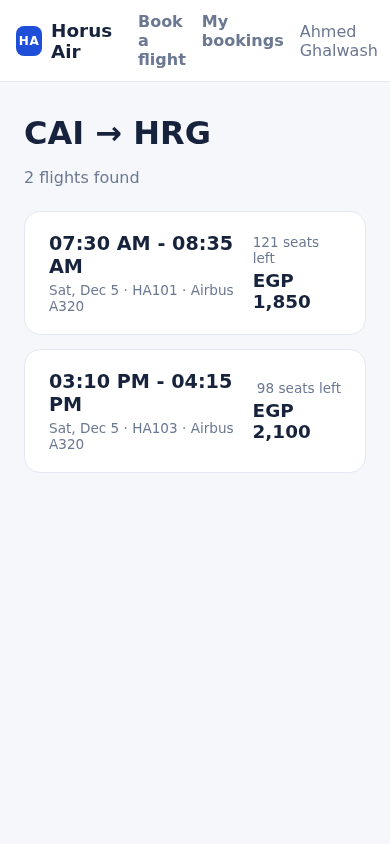 HA
Horus
Air
Book
a
flight
My
bookings
Ahmed
Ghalwash
CAI → HRG
2 flights found
07:30 AM - 08:35
AM
Sat, Dec 5 · HA101 · Airbus
A320
121 seats
left
EGP
1,850
03:10 PM - 04:15
PM
Sat, Dec 5 · HA103 · Airbus
A320
98 seats left
EGP
2,100